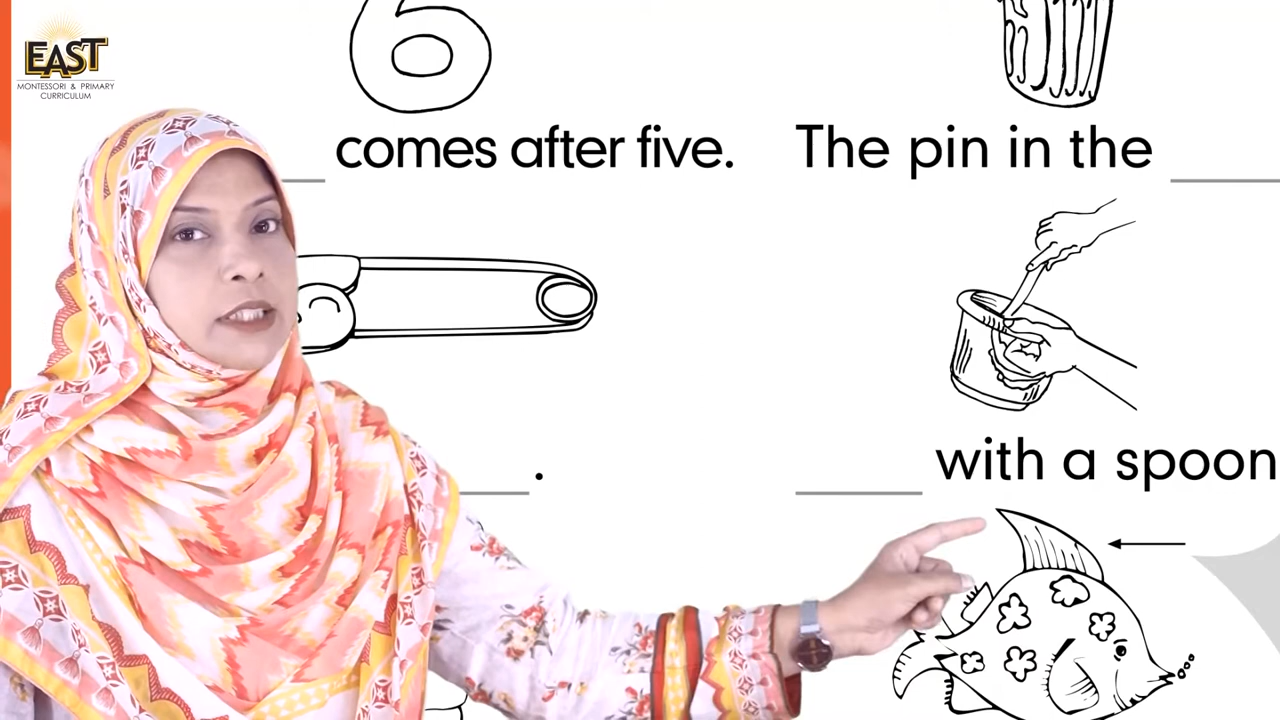 EAST
MONTESSORI & PRIMARY
CURRICULUM
6
comes after five.
The pin in the
.
with a spoon